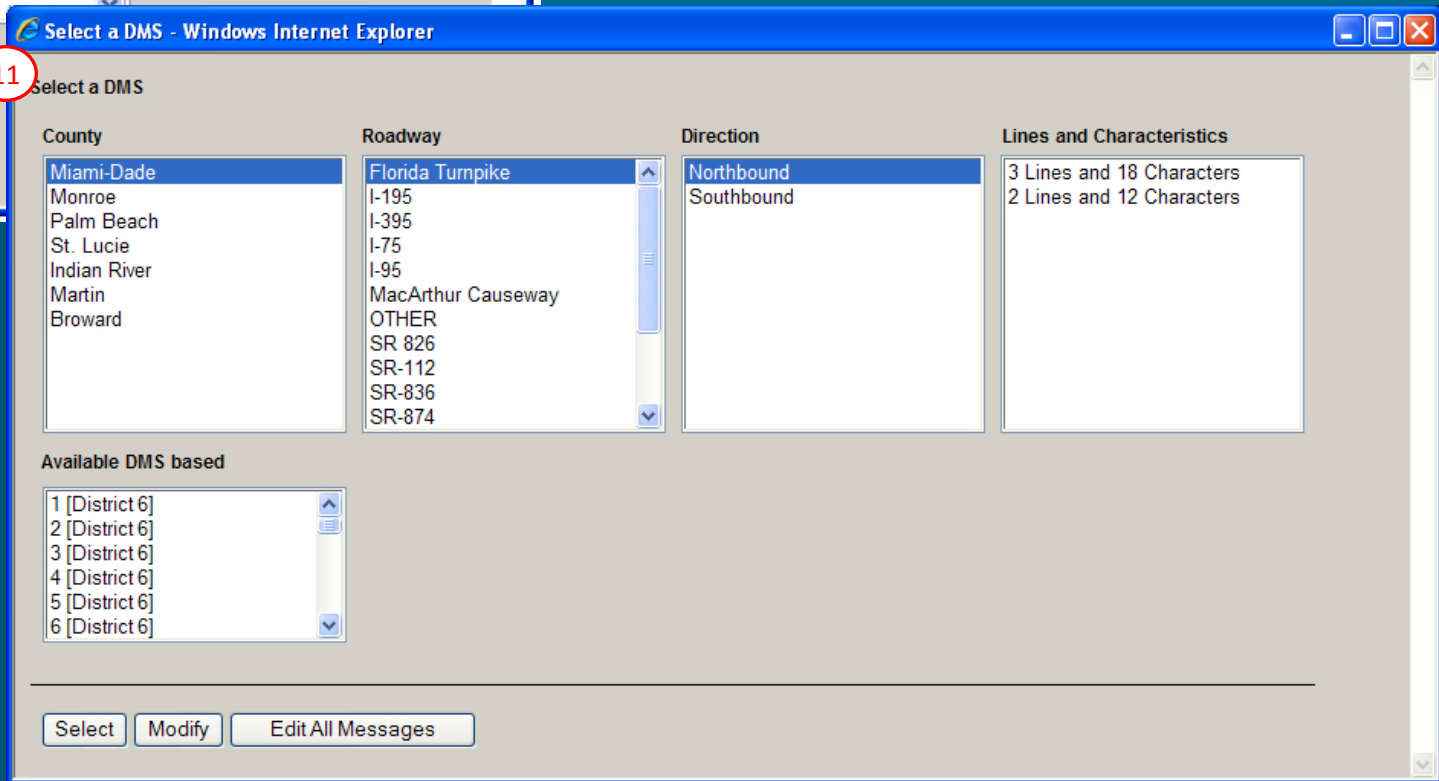 Select a DMS - Windows Internet Explorer
11
Select a DMS
County
Miami-Dade
Monroe
Palm Beach
St. Lucie
Indian River
Martin
Broward
Roadway
Florida Turnpike
I-195
I-395
I-75
I-95
MacArthur Causeway
OTHER
SR 826
SR-112
SR-836
SR-874
Direction
Northbound
Southbound
Lines and Characteristics
3 Lines and 18 Characters
2 Lines and 12 Characters
Available DMS based
1 [District 6]
2 [District 6]
3 [District 6]
4 [District 6]
5 [District 6]
6 [District 6]
Select
Modify
Edit All Messages